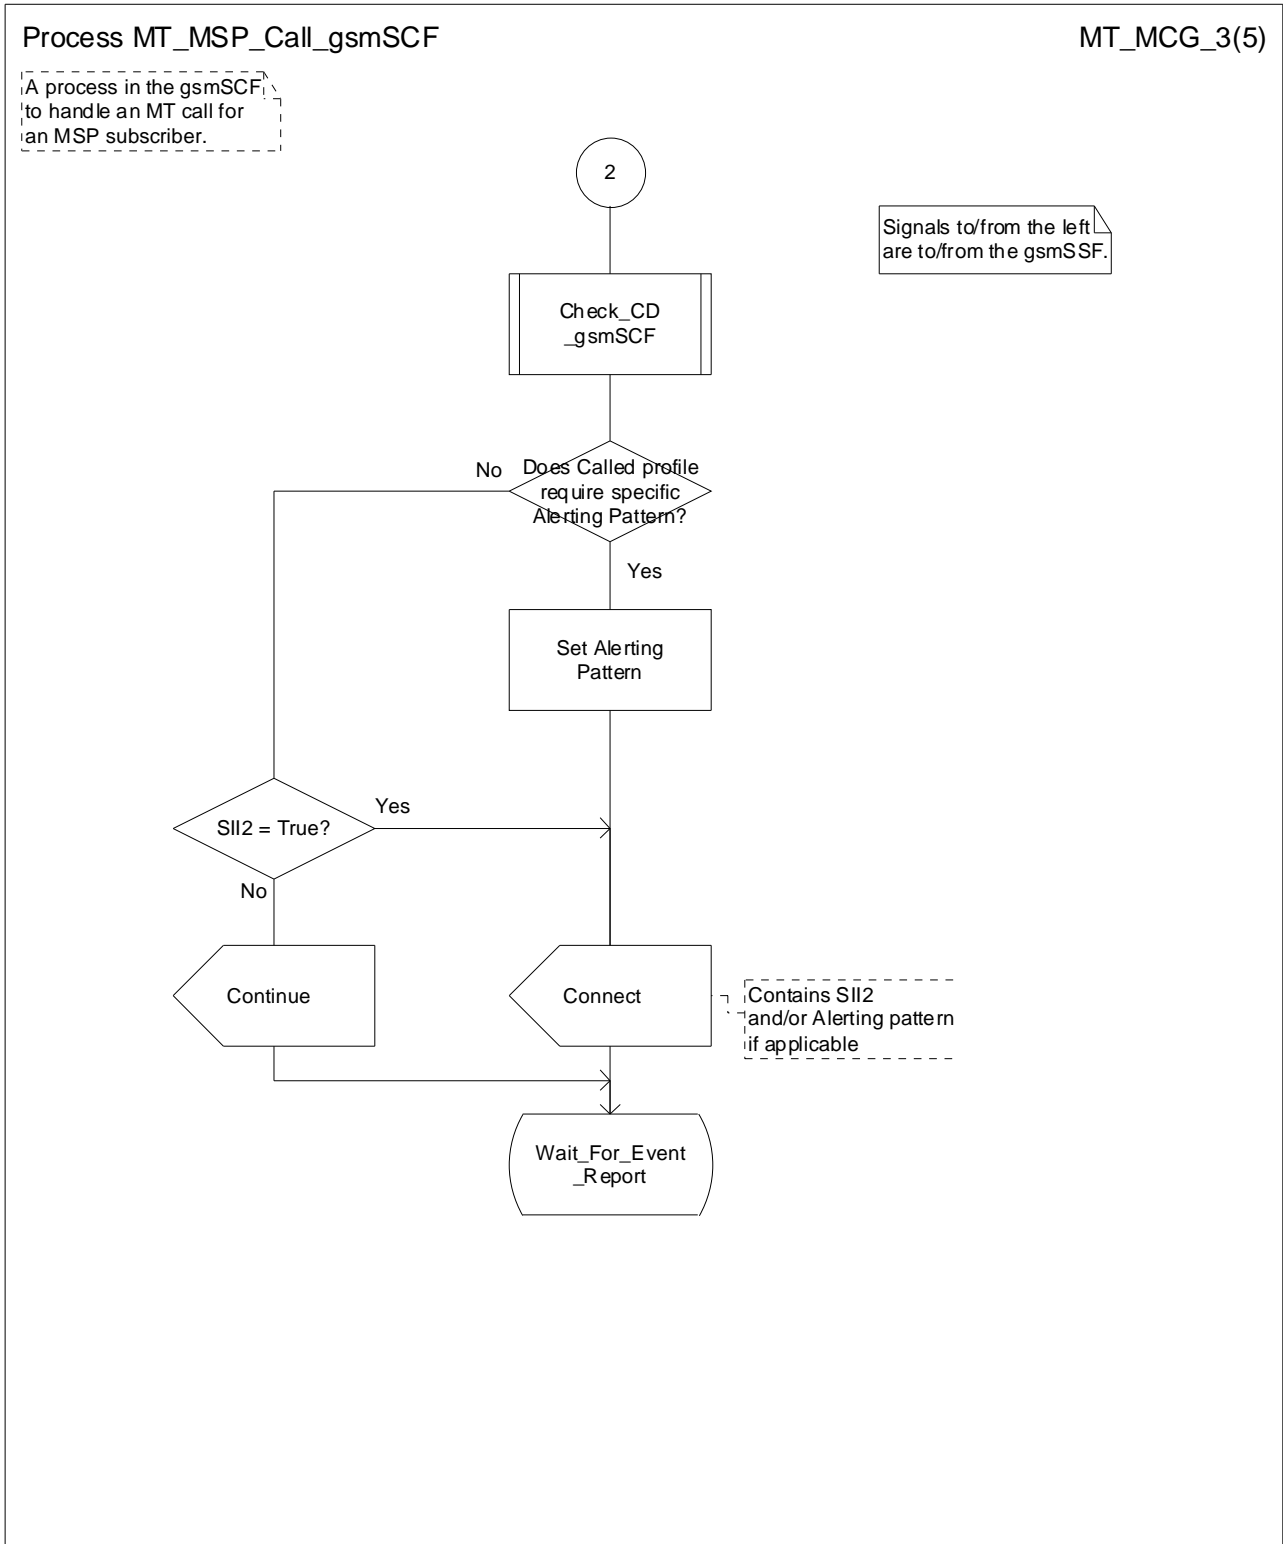 Process MT_MSP_Call_gsmSCF
MT_MCG_3(5)
A process in the gsmSCF
to handle an MT call for
an MSP subscriber.
2
Signals to/from the left
are to/from the gsmSSF.
Check_CD
_gsmSCF
No
Does Called profile
require specific
Alerting Pattern?
Yes
Set Alerting
Pattern
SII2 = True?
Yes
No
Continue
Connect
Contains SII2
and/or Alerting pattern
if applicable
Wait_For_Event
_Report